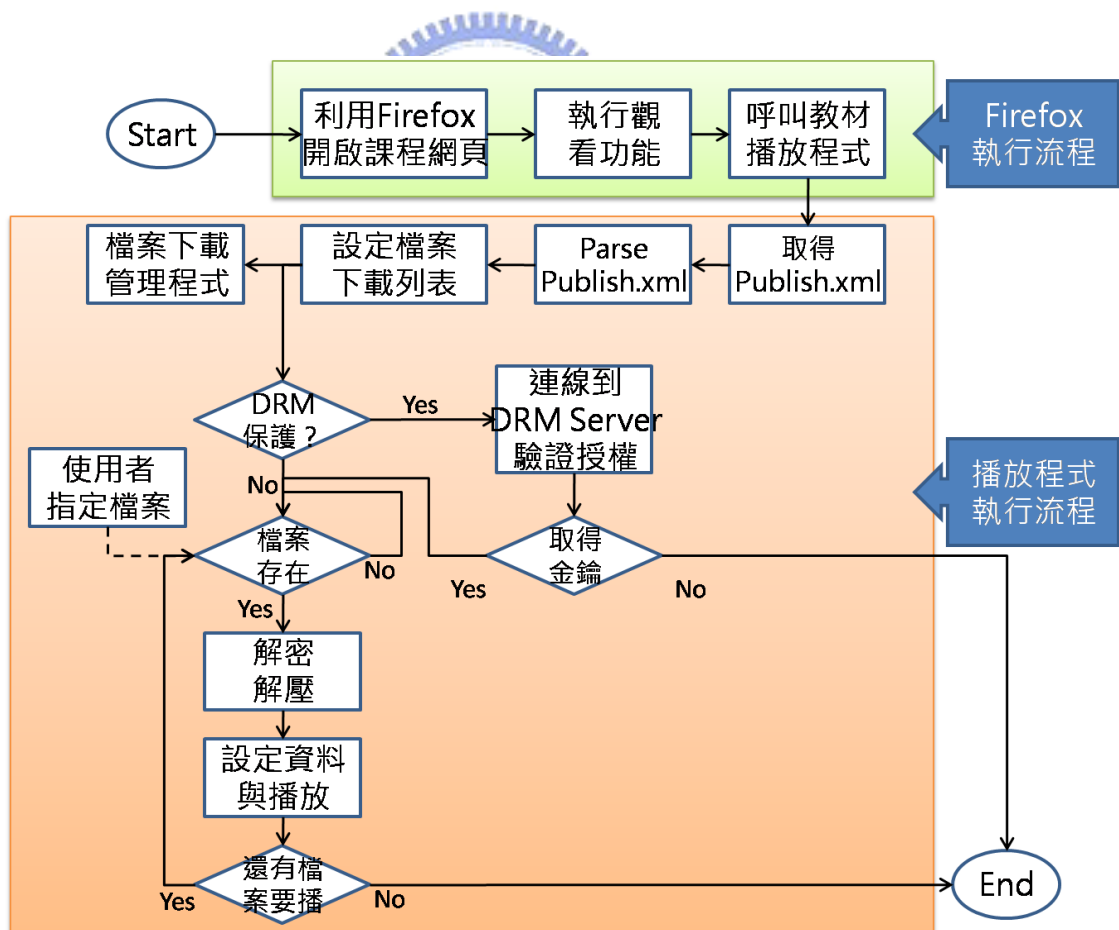 Start
利用Firefox
開啟課程網頁
執行觀
看功能
呼叫教材
播放程式
Firefox
執行流程
檔案下載
管理程式
設定檔案
下載列表
Parse
Publish.xml
取得
Publish.xml
DRM
保護？
Yes
連線到
DRM Server
驗證授權
使用者
指定檔案
No
播放程式
執行流程
檔案
存在
No
取得
金鑰
Yes
No
Yes
解密
解壓
設定資料
與播放
還有檔
案要播
Yes
No
End